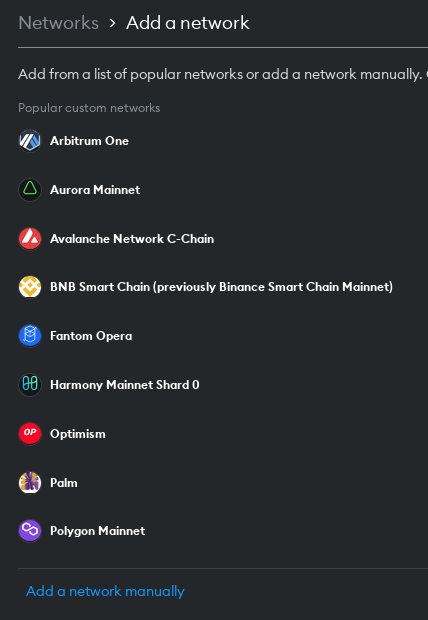 Networks > Add a network
Add from a list of popular networks or add a network manually.
Popular custom networks
Arbitrum One
Aurora Mainnet
Avalanche Network C-Chain
BNB Smart Chain (previously Binance Smart Chain Mainnet)
Fantom Opera
Harmony Mainnet Shard 0
OP Optimism
Palm
Polygon Mainnet
Add a network manually